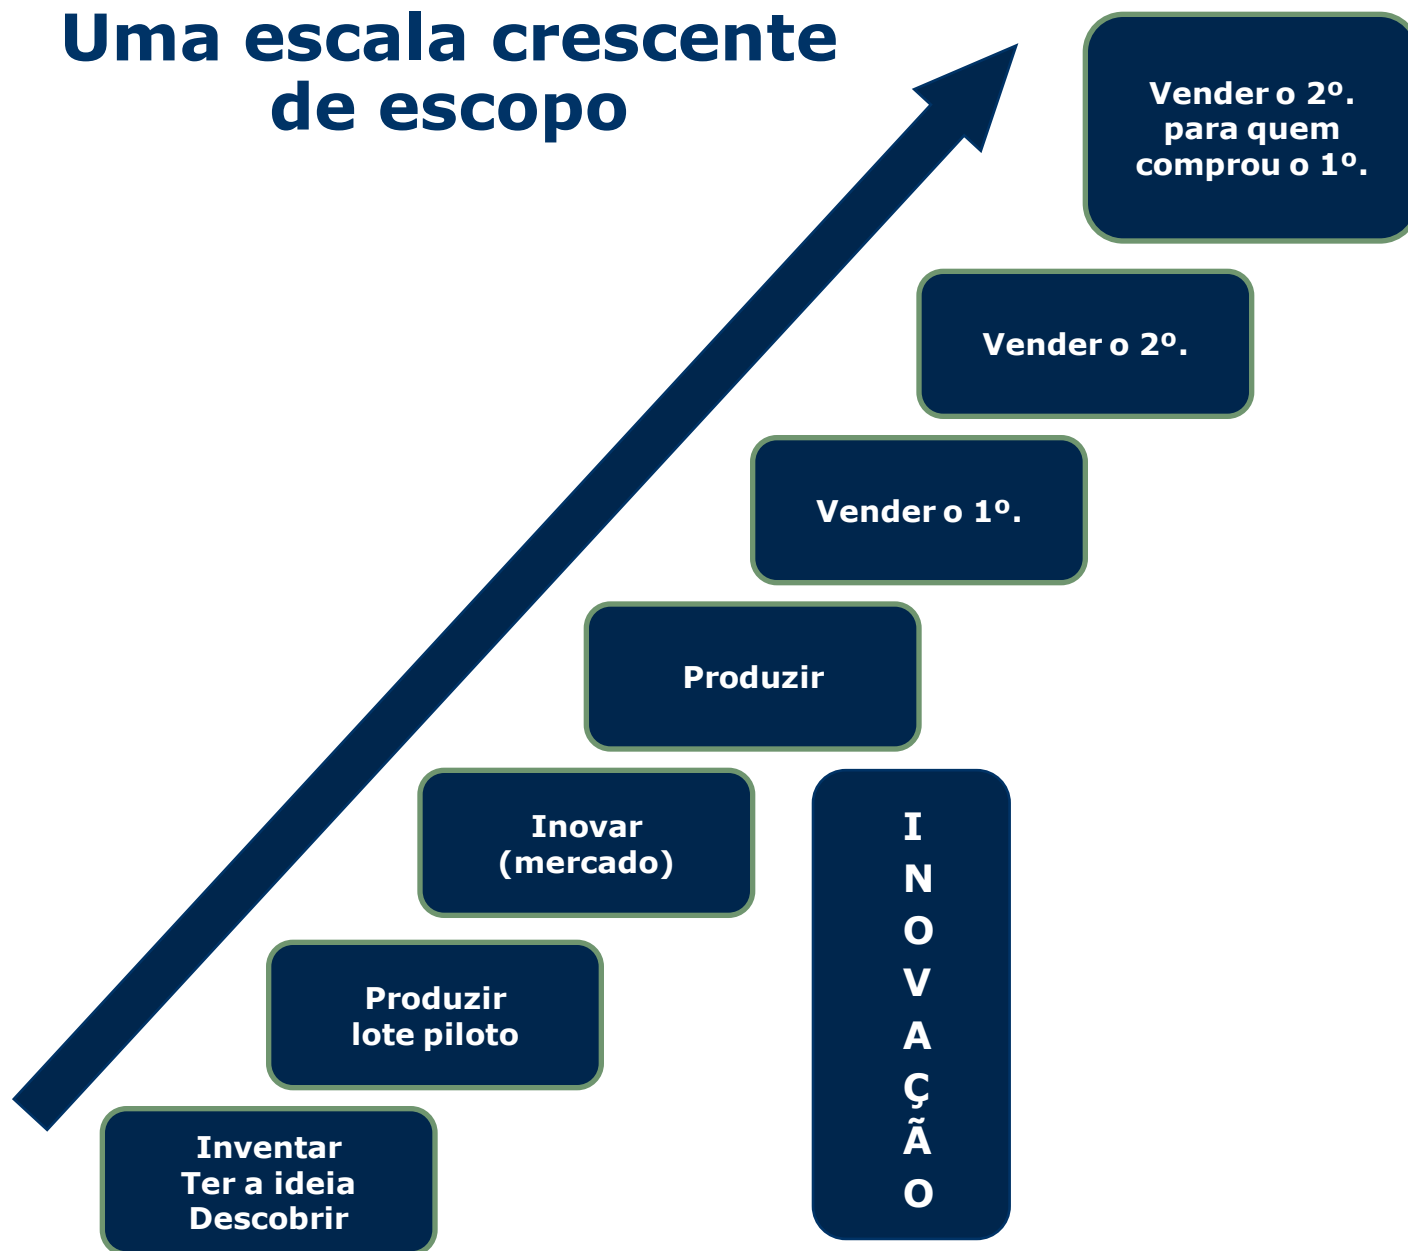 Uma escala crescente
de escopo
Vender o 2º.
para quem
comprou o 1º.
Vender o 2º.
Vender o 1º.
Produzir
Inovar
(mercado)
Produzir
lote piloto
Inventar
Ter a ideia
Descobrir
I
N
O
V
A
Ç
Ã
O